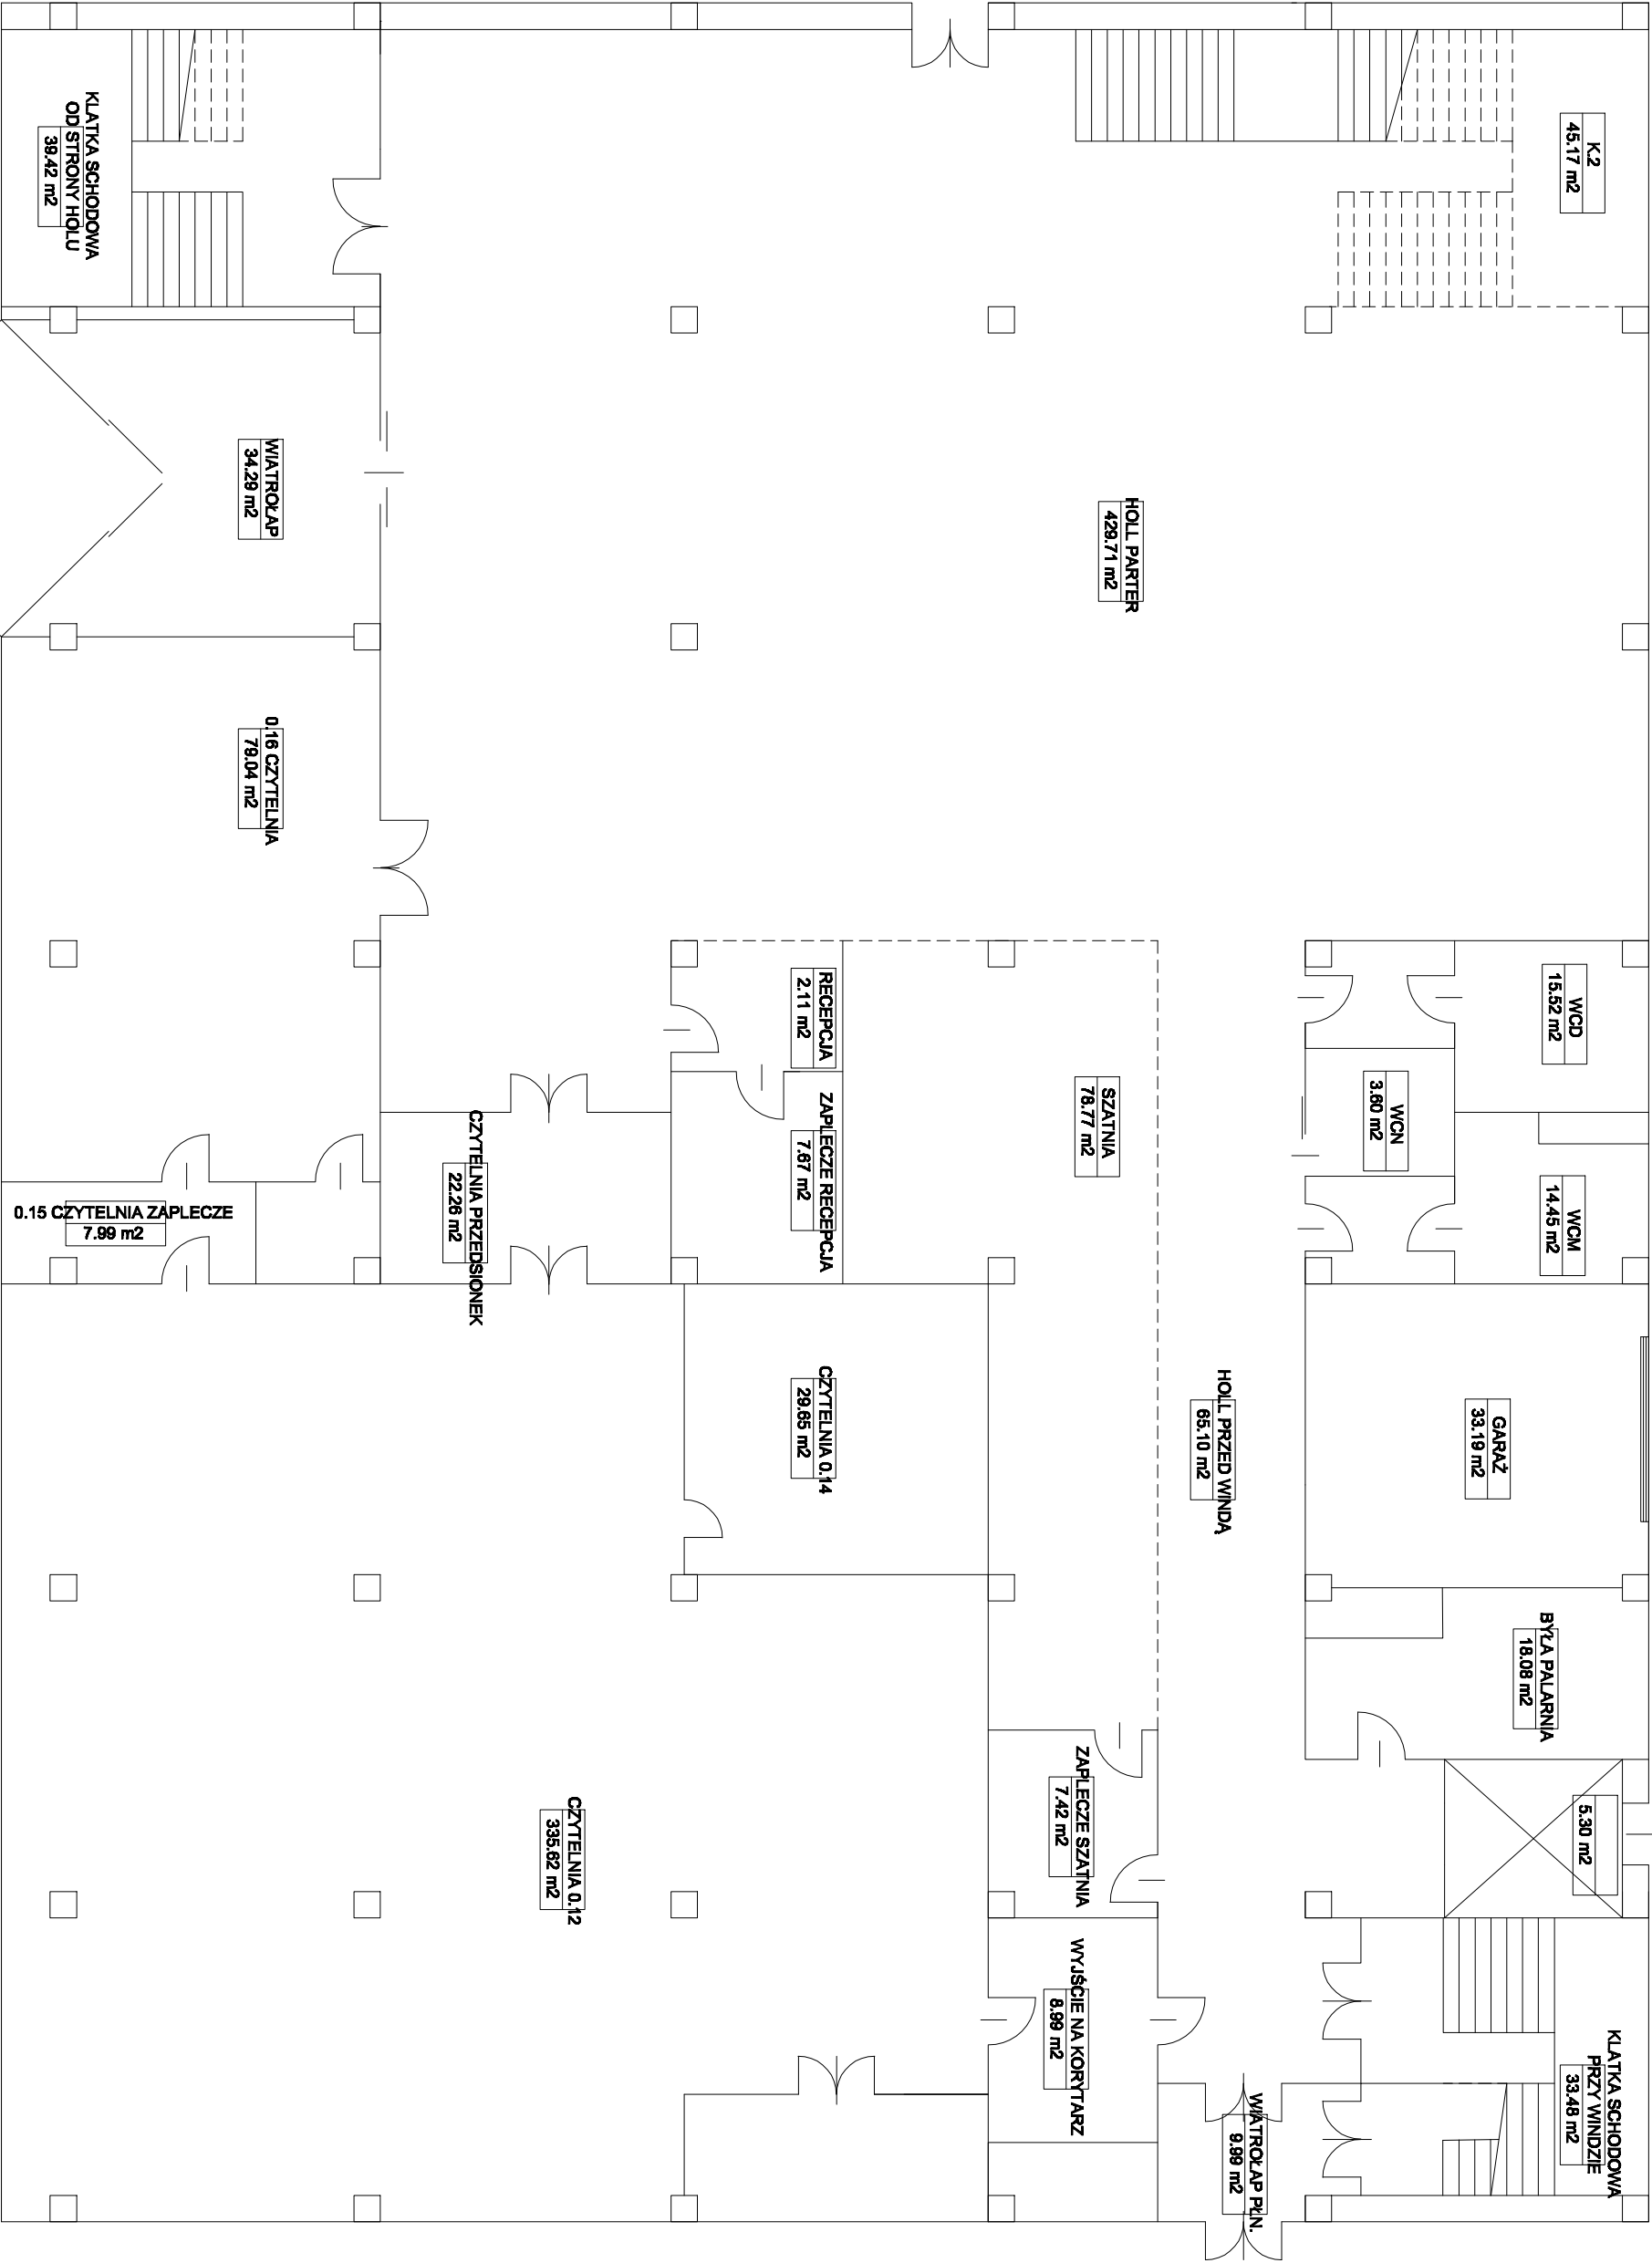 K.2
45.17 m2
KLATKA SCHODOWA
OD STRONY HOLU
39.42 m2
WIATROŁAP
34.29 m2
HOLL PARTER
429.71 m2
0.16 CZYTELNIA
79.04 m2
RECEPCJA
2.11 m2
WCD
15.52 m2
SZATNIA
78.77 m2
WCN
3.60 m2
ZAPLECZE RECEPCJA
7.67 m2
CZYTELNIA PRZEDSIONEK
22.26 m2
WCM
14.45 m2
0.15 CZYTELNIA ZAPLECZE
7.99 m2
CZYTELNIA 0.14
29.65 m2
HOLL PRZED WINDĄ
65.10 m2
GARAŻ
33.19 m2
BYŁA PALARNIA
18.08 m2
ZAPLECZE SZATNIA
7.42 m2
5.30 m2
CZYTELNIA 0.12
335.62 m2
WYJŚCIE NA KORYTARZ
8.99 m2
KLATKA SCHODOWA
PRZY WINDZIE
33.48 m2
WIATROŁAP PŁN.
9.99 m2